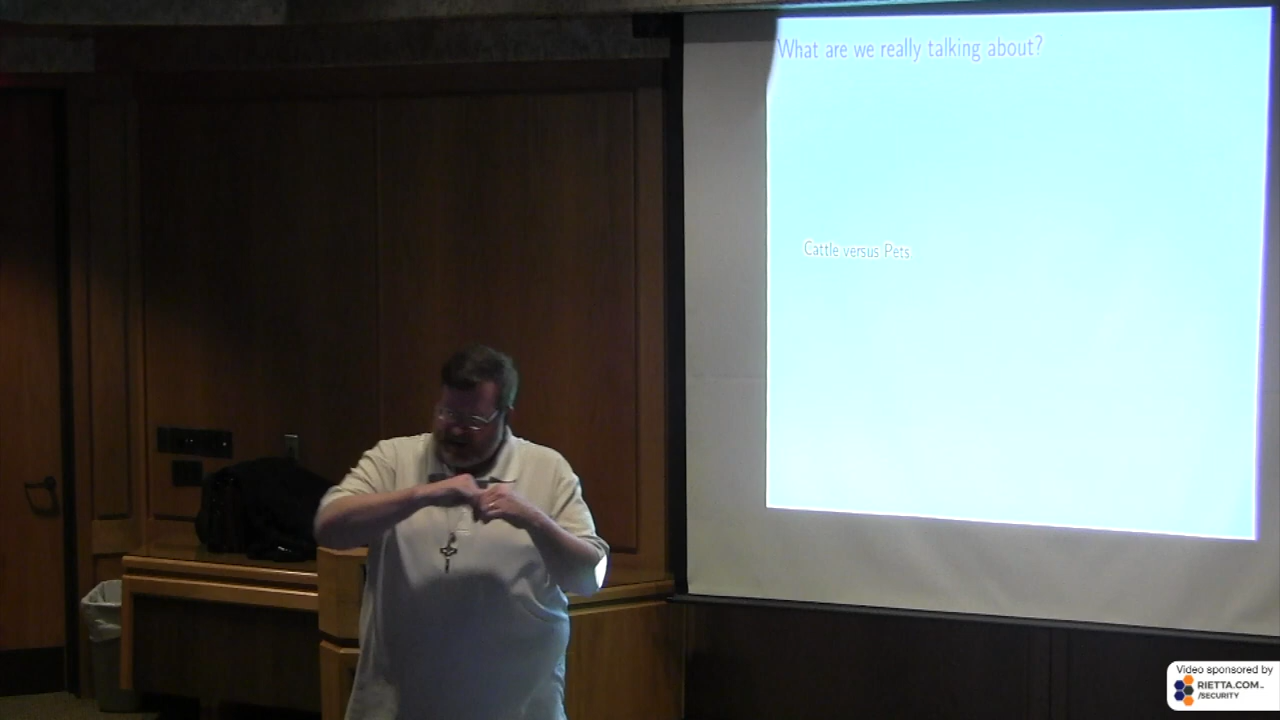 What are we really talking about?
Cattle versus Pets
Video sponsored by
RIETTA.COM
/SECURITY